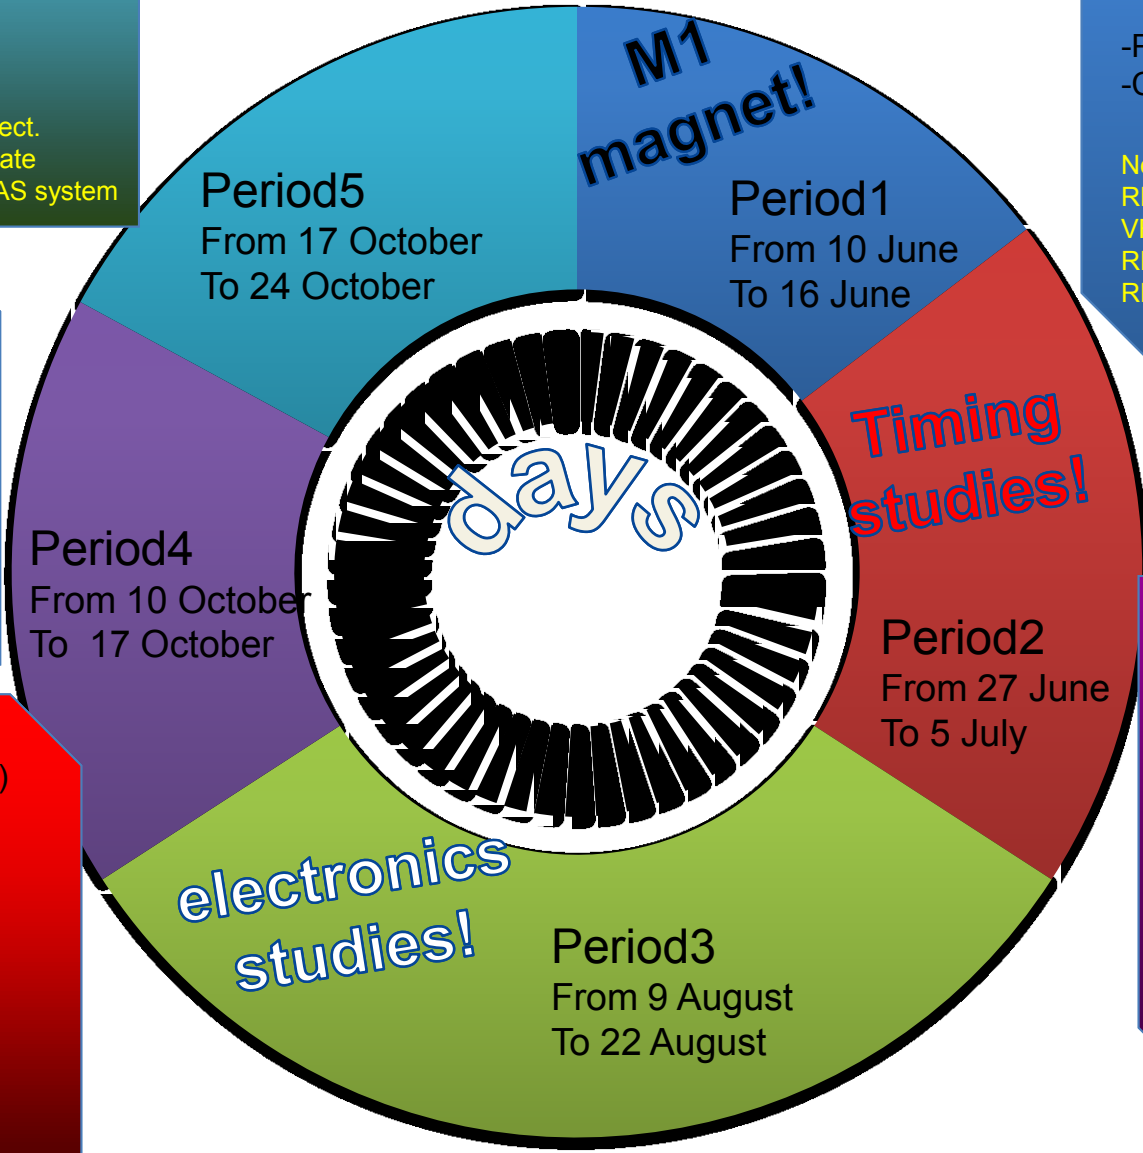 ect.
ate
AS system
M1
magnet!
Period5
From 17 October
To 24 October
Period1
From 10 June
To 16 June
Timing
studies!
days
Period4
From 10 October
To  17 October
Period2
From 27 June
To 5 July
)
electronics
studies!
Period3
From 9 August
To 22 August